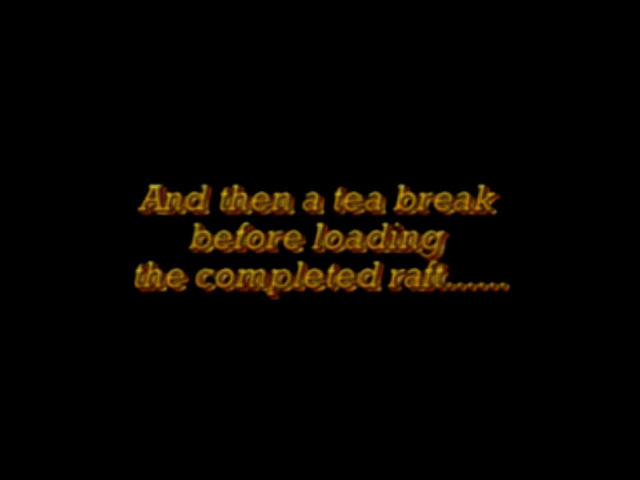 And then a tea break
before loading
the completed raft.......